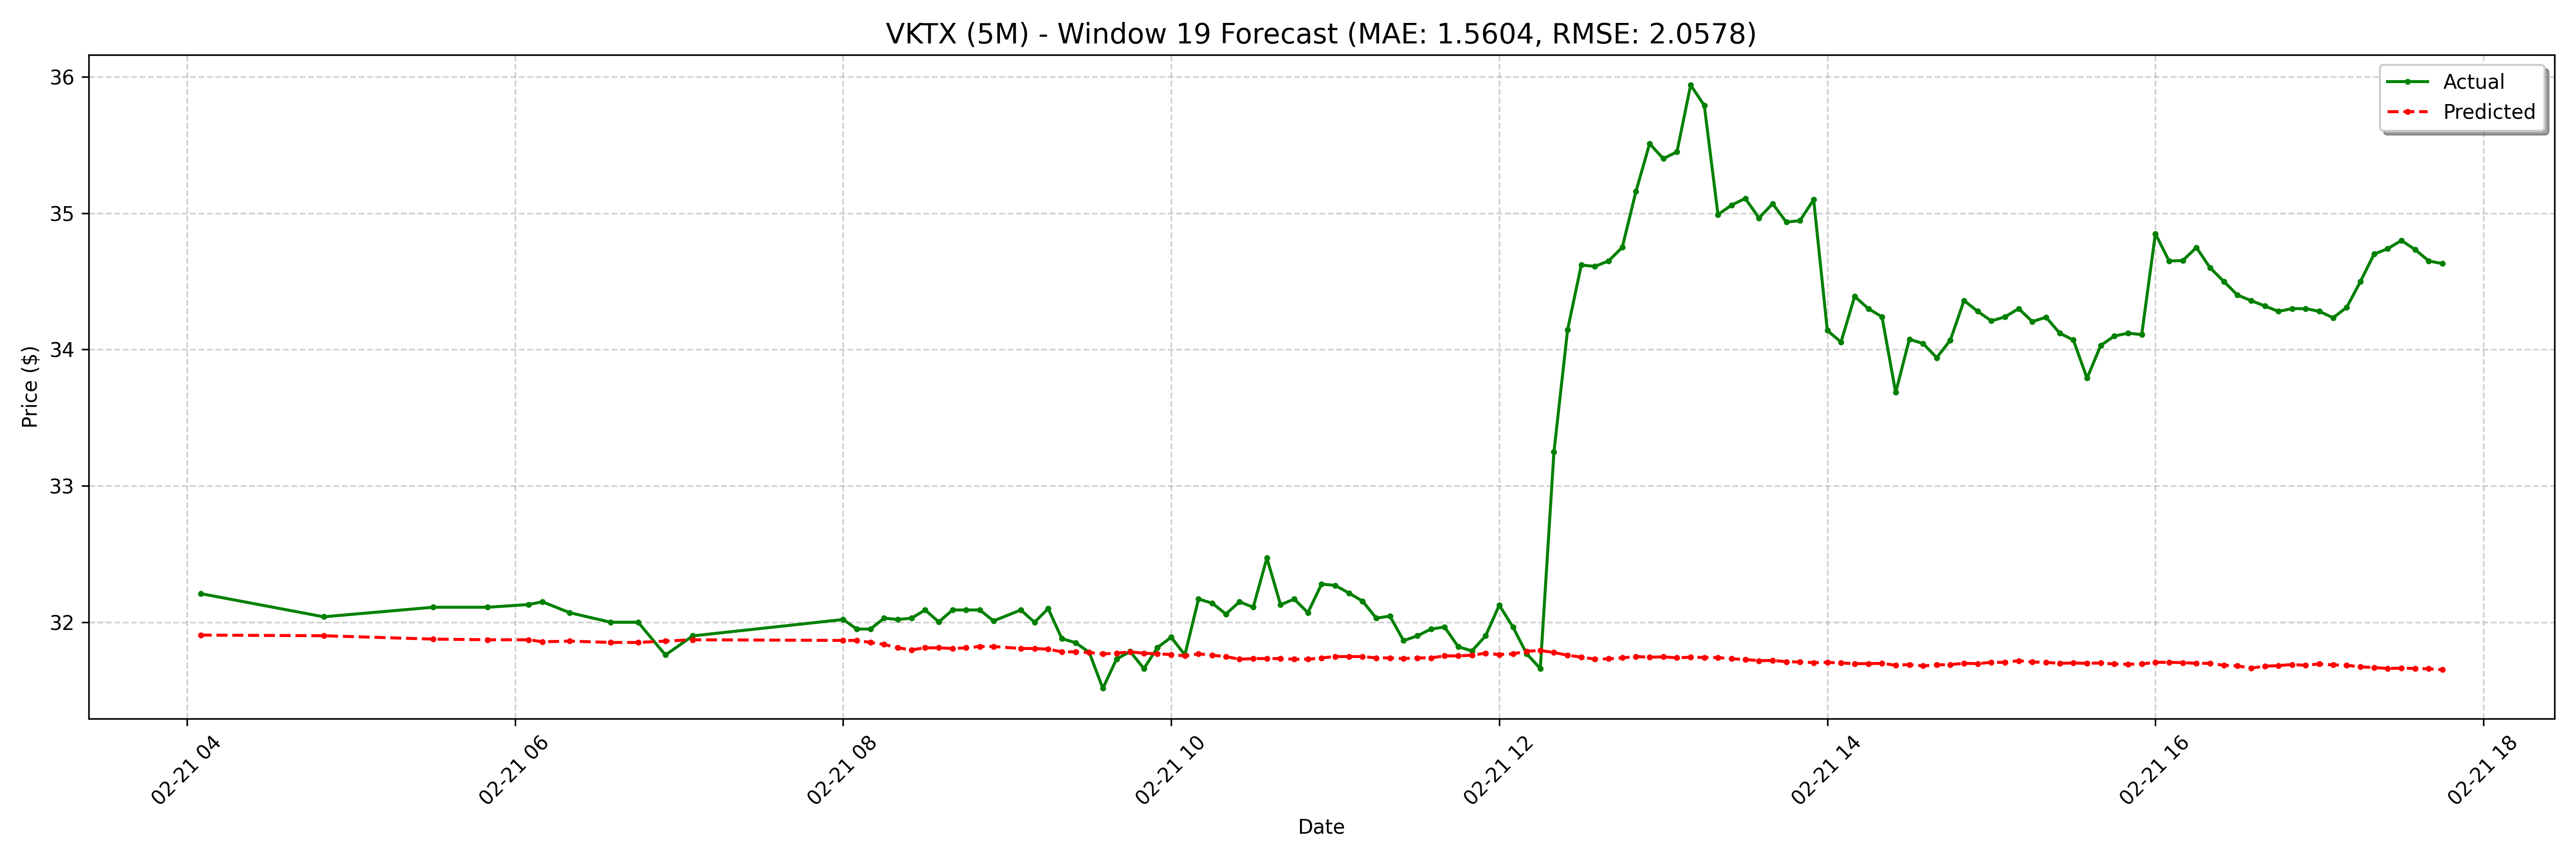 VKTX (5M) - Window 19 Forecast (MAE: 1.5604, RMSE: 2.0578)
Actual
Predicted
Price ($)
36
35
34
33
32
02-21 04
02-21 06
02-21 08
02-21 10
02-21 12
02-21 14
02-21 16
02-21 18
Date